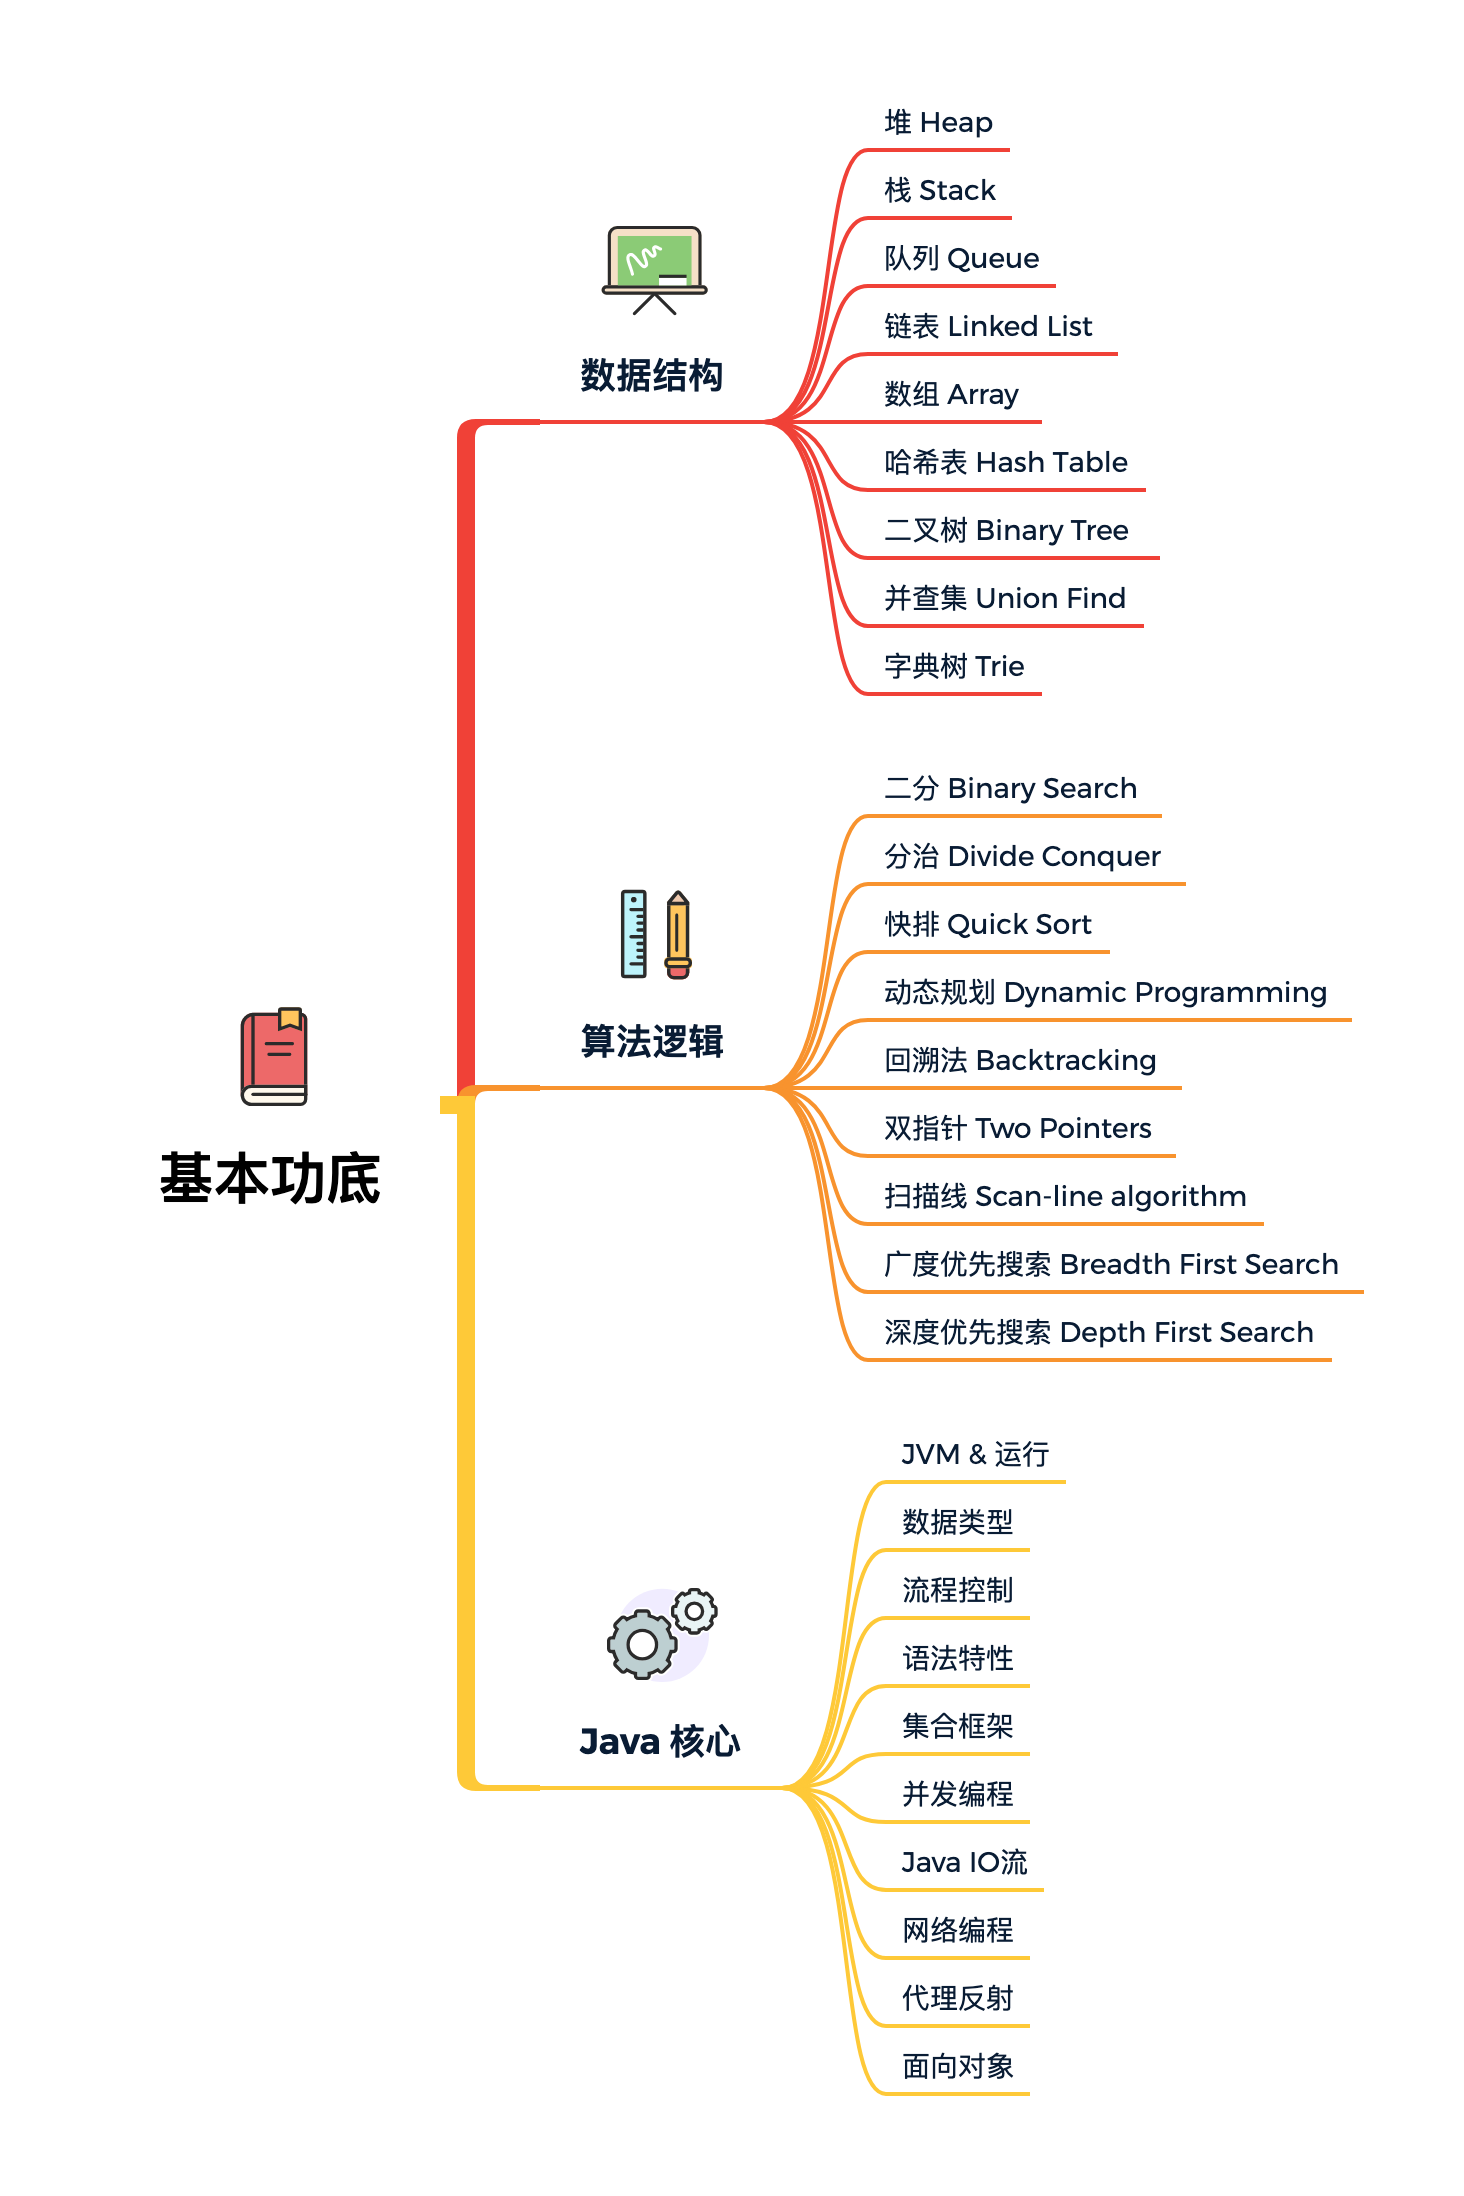 基本功底
数据结构
堆 Heap
栈 Stack
队列 Queue
链表 Linked List
数组 Array
哈希表 Hash Table
二叉树 Binary Tree
并查集 Union Find
字典树 Trie
算法逻辑
二分 Binary Search
分治 Divide Conquer
快排 Quick Sort
动态规划 Dynamic Programming
回溯法 Backtracking
双指针 Two Pointers
扫描线 Scan-line algorithm
广度优先搜索 Breadth First Search
深度优先搜索 Depth First Search
Java 核心
JVM & 运行
数据类型
流程控制
语法特性
集合框架
并发编程
Java IO流
网络编程
代理反射
面向对象